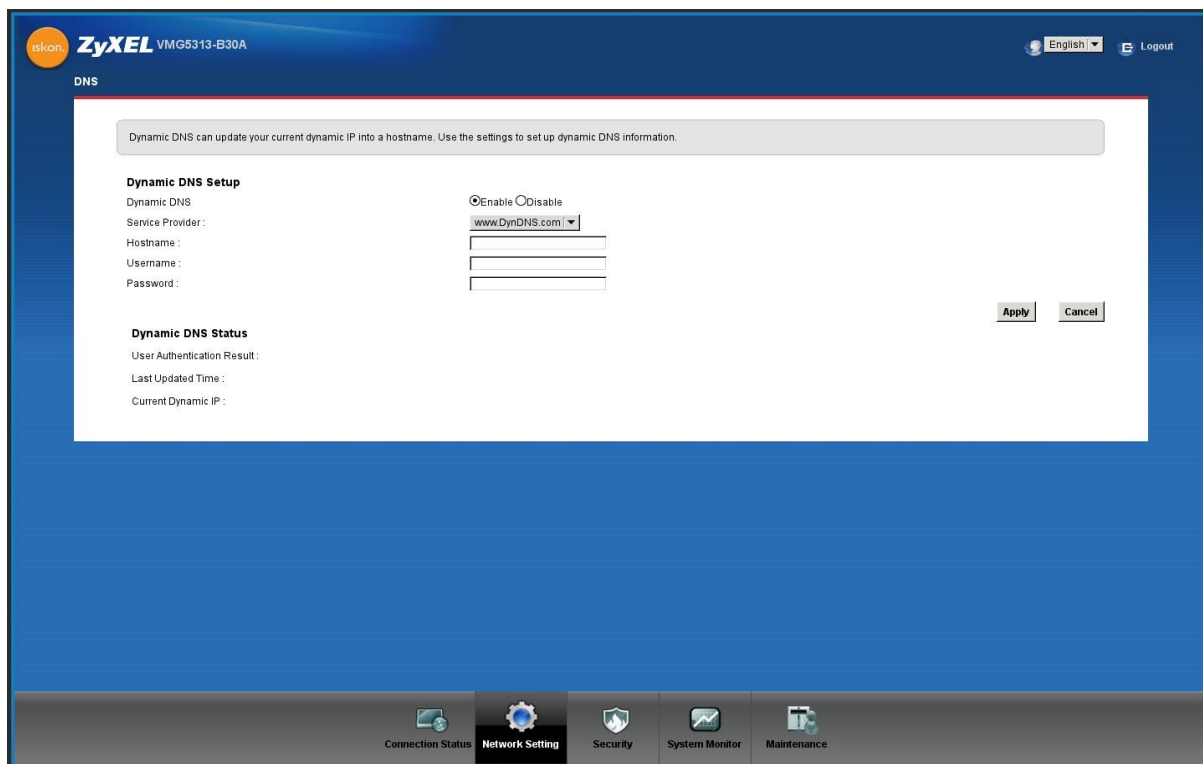 iskon.
ZyXEL VMG5313-B30A
English
Logout
DNS
Dynamic DNS can update your current dynamic IP into a hostname. Use the settings to set up dynamic DNS information.
Dynamic DNS Setup
Dynamic DNS Enable Disable
Service Provider : www.DynDNS.com
Hostname :
Username :
Password :
Apply Cancel
Dynamic DNS Status
User Authentication Result :
Last Updated Time :
Current Dynamic IP :
Connection Status Network Setting Security System Monitor Maintenance